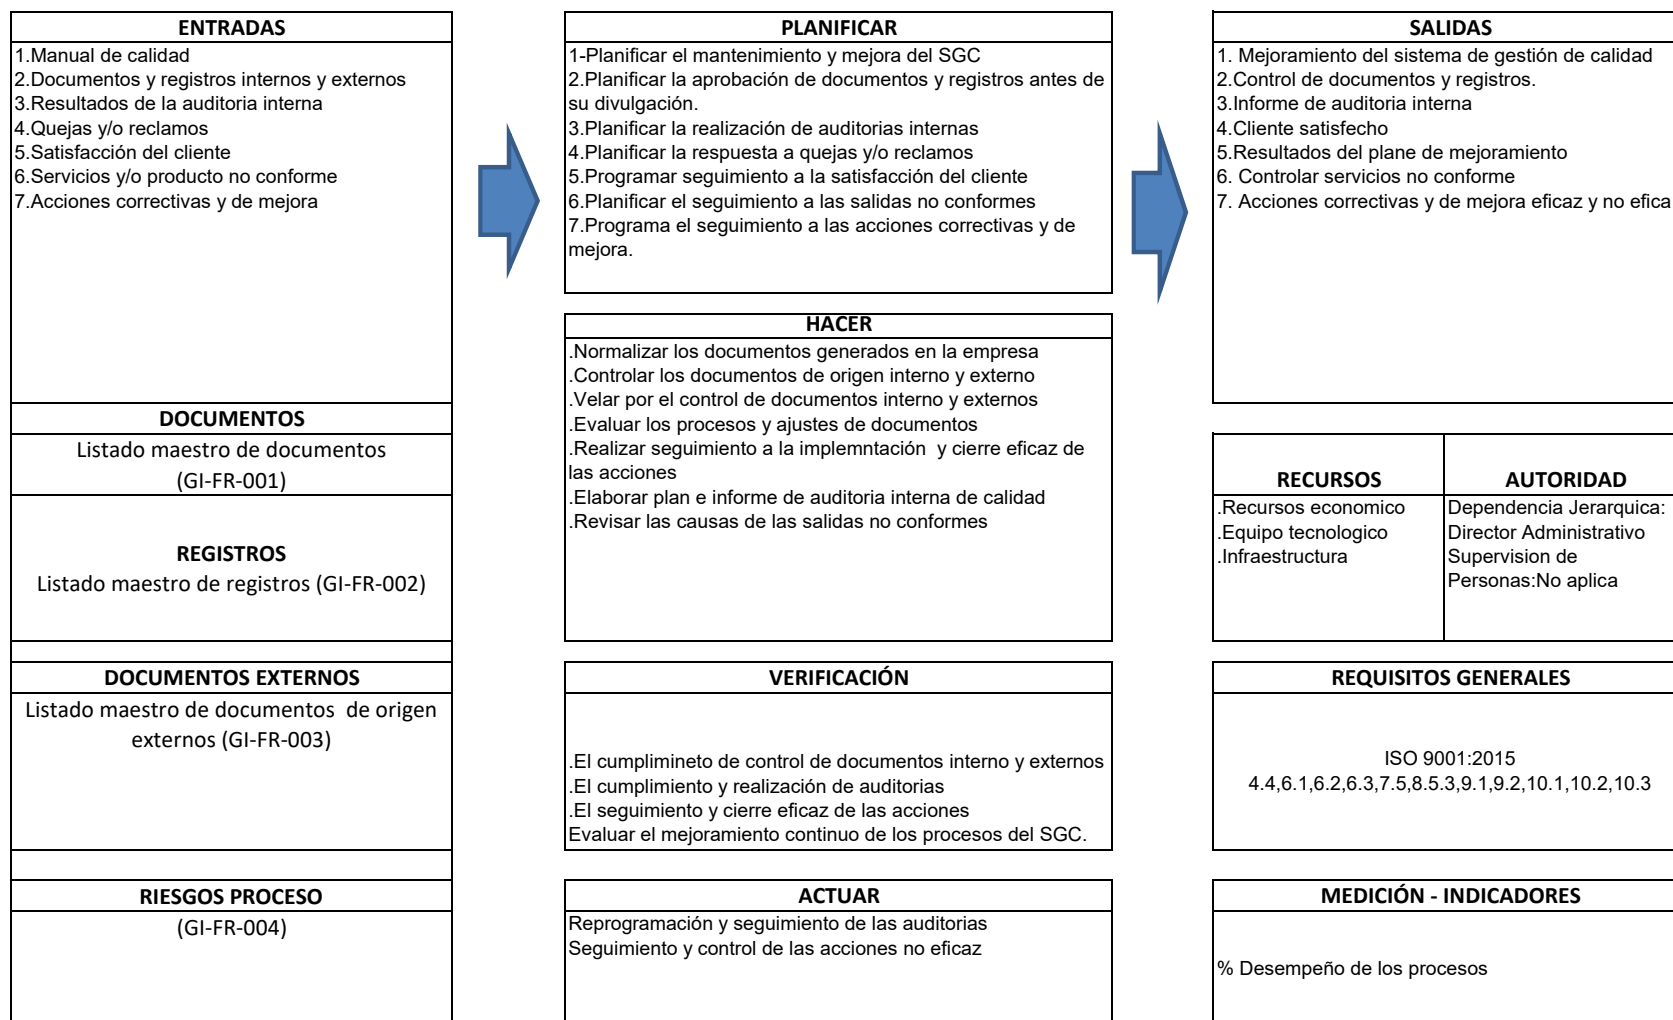 ENTRADAS
1.Manual de calidad
2.Documentos y registros internos y externos
3.Resultados de la auditoria interna
4.Quejas y/o reclamos
5.Satisfacción del cliente
6.Servicios y/o producto no conforme
7.Acciones correctivas y de mejora
DOCUMENTOS
Listado maestro de documentos
(GI-FR-001)
REGISTROS
Listado maestro de registros (GI-FR-002)
DOCUMENTOS EXTERNOS
Listado maestro de documentos  de origen
externos (GI-FR-003)
RIESGOS PROCESO
(GI-FR-004)
PLANIFICAR
1-Planificar el mantenimiento y mejora del SGC
2.Planificar la aprobación de documentos y registros antes de
su divulgación.
3.Planificar la realización de auditorias internas
4.Planificar la respuesta a quejas y/o reclamos
5.Programar seguimiento a la satisfacción del cliente
6.Planificar el seguimiento a las salidas no conformes
7.Programa el seguimiento a las acciones correctivas y de
mejora.
HACER
.Normalizar los documentos generados en la empresa
.Controlar los documentos de origen interno y externo
.Velar por el control de documentos interno y externos
.Evaluar los procesos y ajustes de documentos
.Realizar seguimiento a la implemntación  y cierre eficaz de
las acciones
.Elaborar plan e informe de auditoria interna de calidad
.Revisar las causas de las salidas no conformes
VERIFICACIÓN
.El cumplimineto de control de documentos interno y externos
.El cumplimiento y realización de auditorias
.El seguimiento y cierre eficaz de las acciones
Evaluar el mejoramiento continuo de los procesos del SGC.
ACTUAR
Reprogramación y seguimiento de las auditorias
Seguimiento y control de las acciones no eficaz
SALIDAS
1. Mejoramiento del sistema de gestión de calidad
2.Control de documentos y registros.
3.Informe de auditoria interna
4.Cliente satisfecho
5.Resultados del plane de mejoramiento
6. Controlar servicios no conforme
7. Acciones correctivas y de mejora eficaz y no efica
RECURSOS
.Recursos economico
.Equipo tecnologico
.Infraestructura
AUTORIDAD
Dependencia Jerarquica:
Director Administrativo
Supervision de
Personas:No aplica
REQUISITOS GENERALES
ISO 9001:2015
4.4,6.1,6.2,6.3,7.5,8.5.3,9.1,9.2,10.1,10.2,10.3
MEDICIÓN - INDICADORES
% Desempeño de los procesos